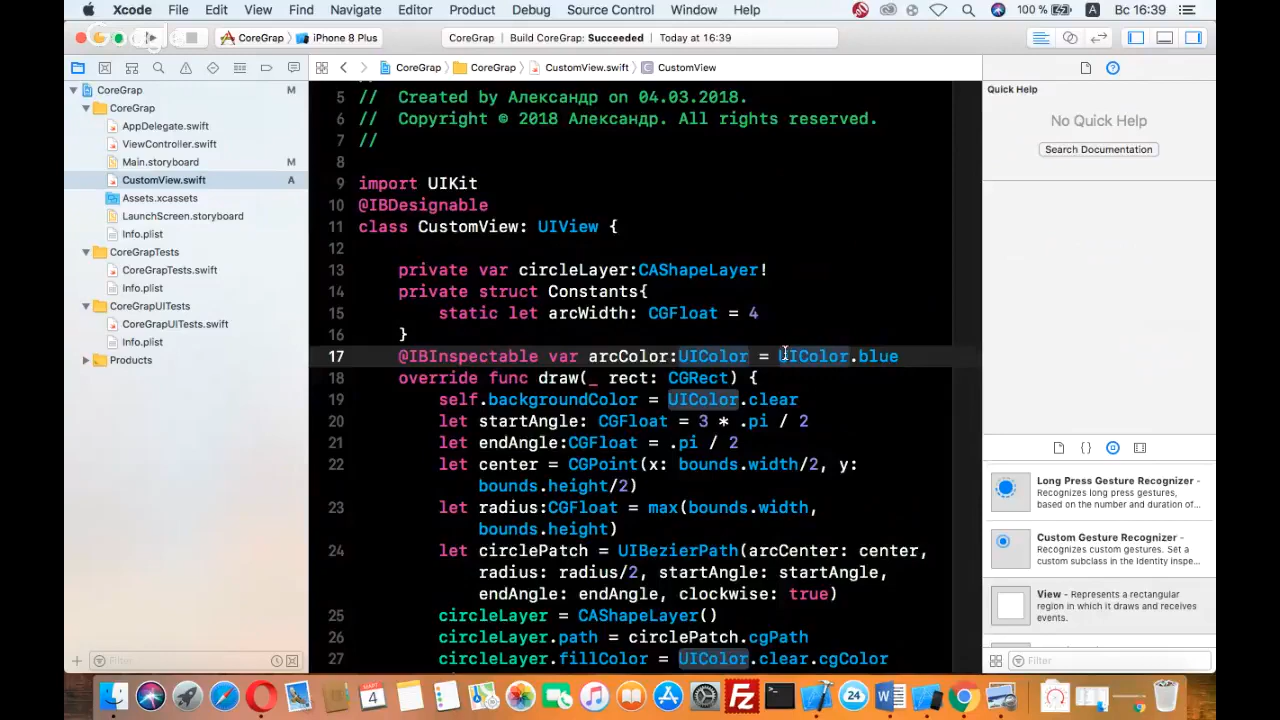 Xcode File Edit View Find Navigate Editor Product Debug Source Control Window Help 100 % A Вс 16:39
CoreGrap iPhone 8 Plus CoreGrap Build CoreGrap: Succeeded Today at 16:39
CoreGrap CoreGrap CustomView.swift C CustomView
CoreGrap M
CoreGrap
AppDelegate.swift
ViewController.swift
Main.storyboard M
CustomView.swift A
Assets.xcassets
LaunchScreen.storyboard
Info.plist
CoreGrapTests
CoreGrapTests.swift
Info.plist
CoreGrapUITests
CoreGrapUITests.swift
Info.plist
Products
Filter
5 // Created by Александр on 04.03.2018.
6 // Copyright © 2018 Александр. All rights reserved.
7 //
8
9 import UIKit
10 @IBDesignable
11 class CustomView: UIView {
12
13 private var circleLayer:CAShapeLayer!
14 private struct Constants{
15 static let arcWidth: CGFloat = 4
16 }
17 @IBInspectable var arcColor:UIColor = UIColor.blue
18 override func draw(_ rect: CGRect) {
19 self.backgroundColor = UIColor.clear
20 let startAngle: CGFloat = 3 * .pi / 2
21 let endAngle:CGFloat = .pi / 2
22 let center = CGPoint(x: bounds.width/2, y:
bounds.height/2)
23 let radius:CGFloat = max(bounds.width,
bounds.height)
24 let circlePatch = UIBezierPath(arcCenter: center,
radius: radius/2, startAngle: startAngle,
endAngle: endAngle, clockwise: true)
25 circleLayer = CAShapeLayer()
26 circleLayer.path = circlePatch.cgPath
27 circleLayer.fillColor = UIColor.clear.cgColor
Quick Help
No Quick Help
Search Documentation
{ }
Long Press Gesture Recognizer -
Recognizes long press gestures,
based on the number and duration of...
Custom Gesture Recognizer -
Recognizes custom gestures. Set a
custom subclass in the identity inspe...
View - Represents a rectangular
region in which it draws and receives
events.
Filter
4
24